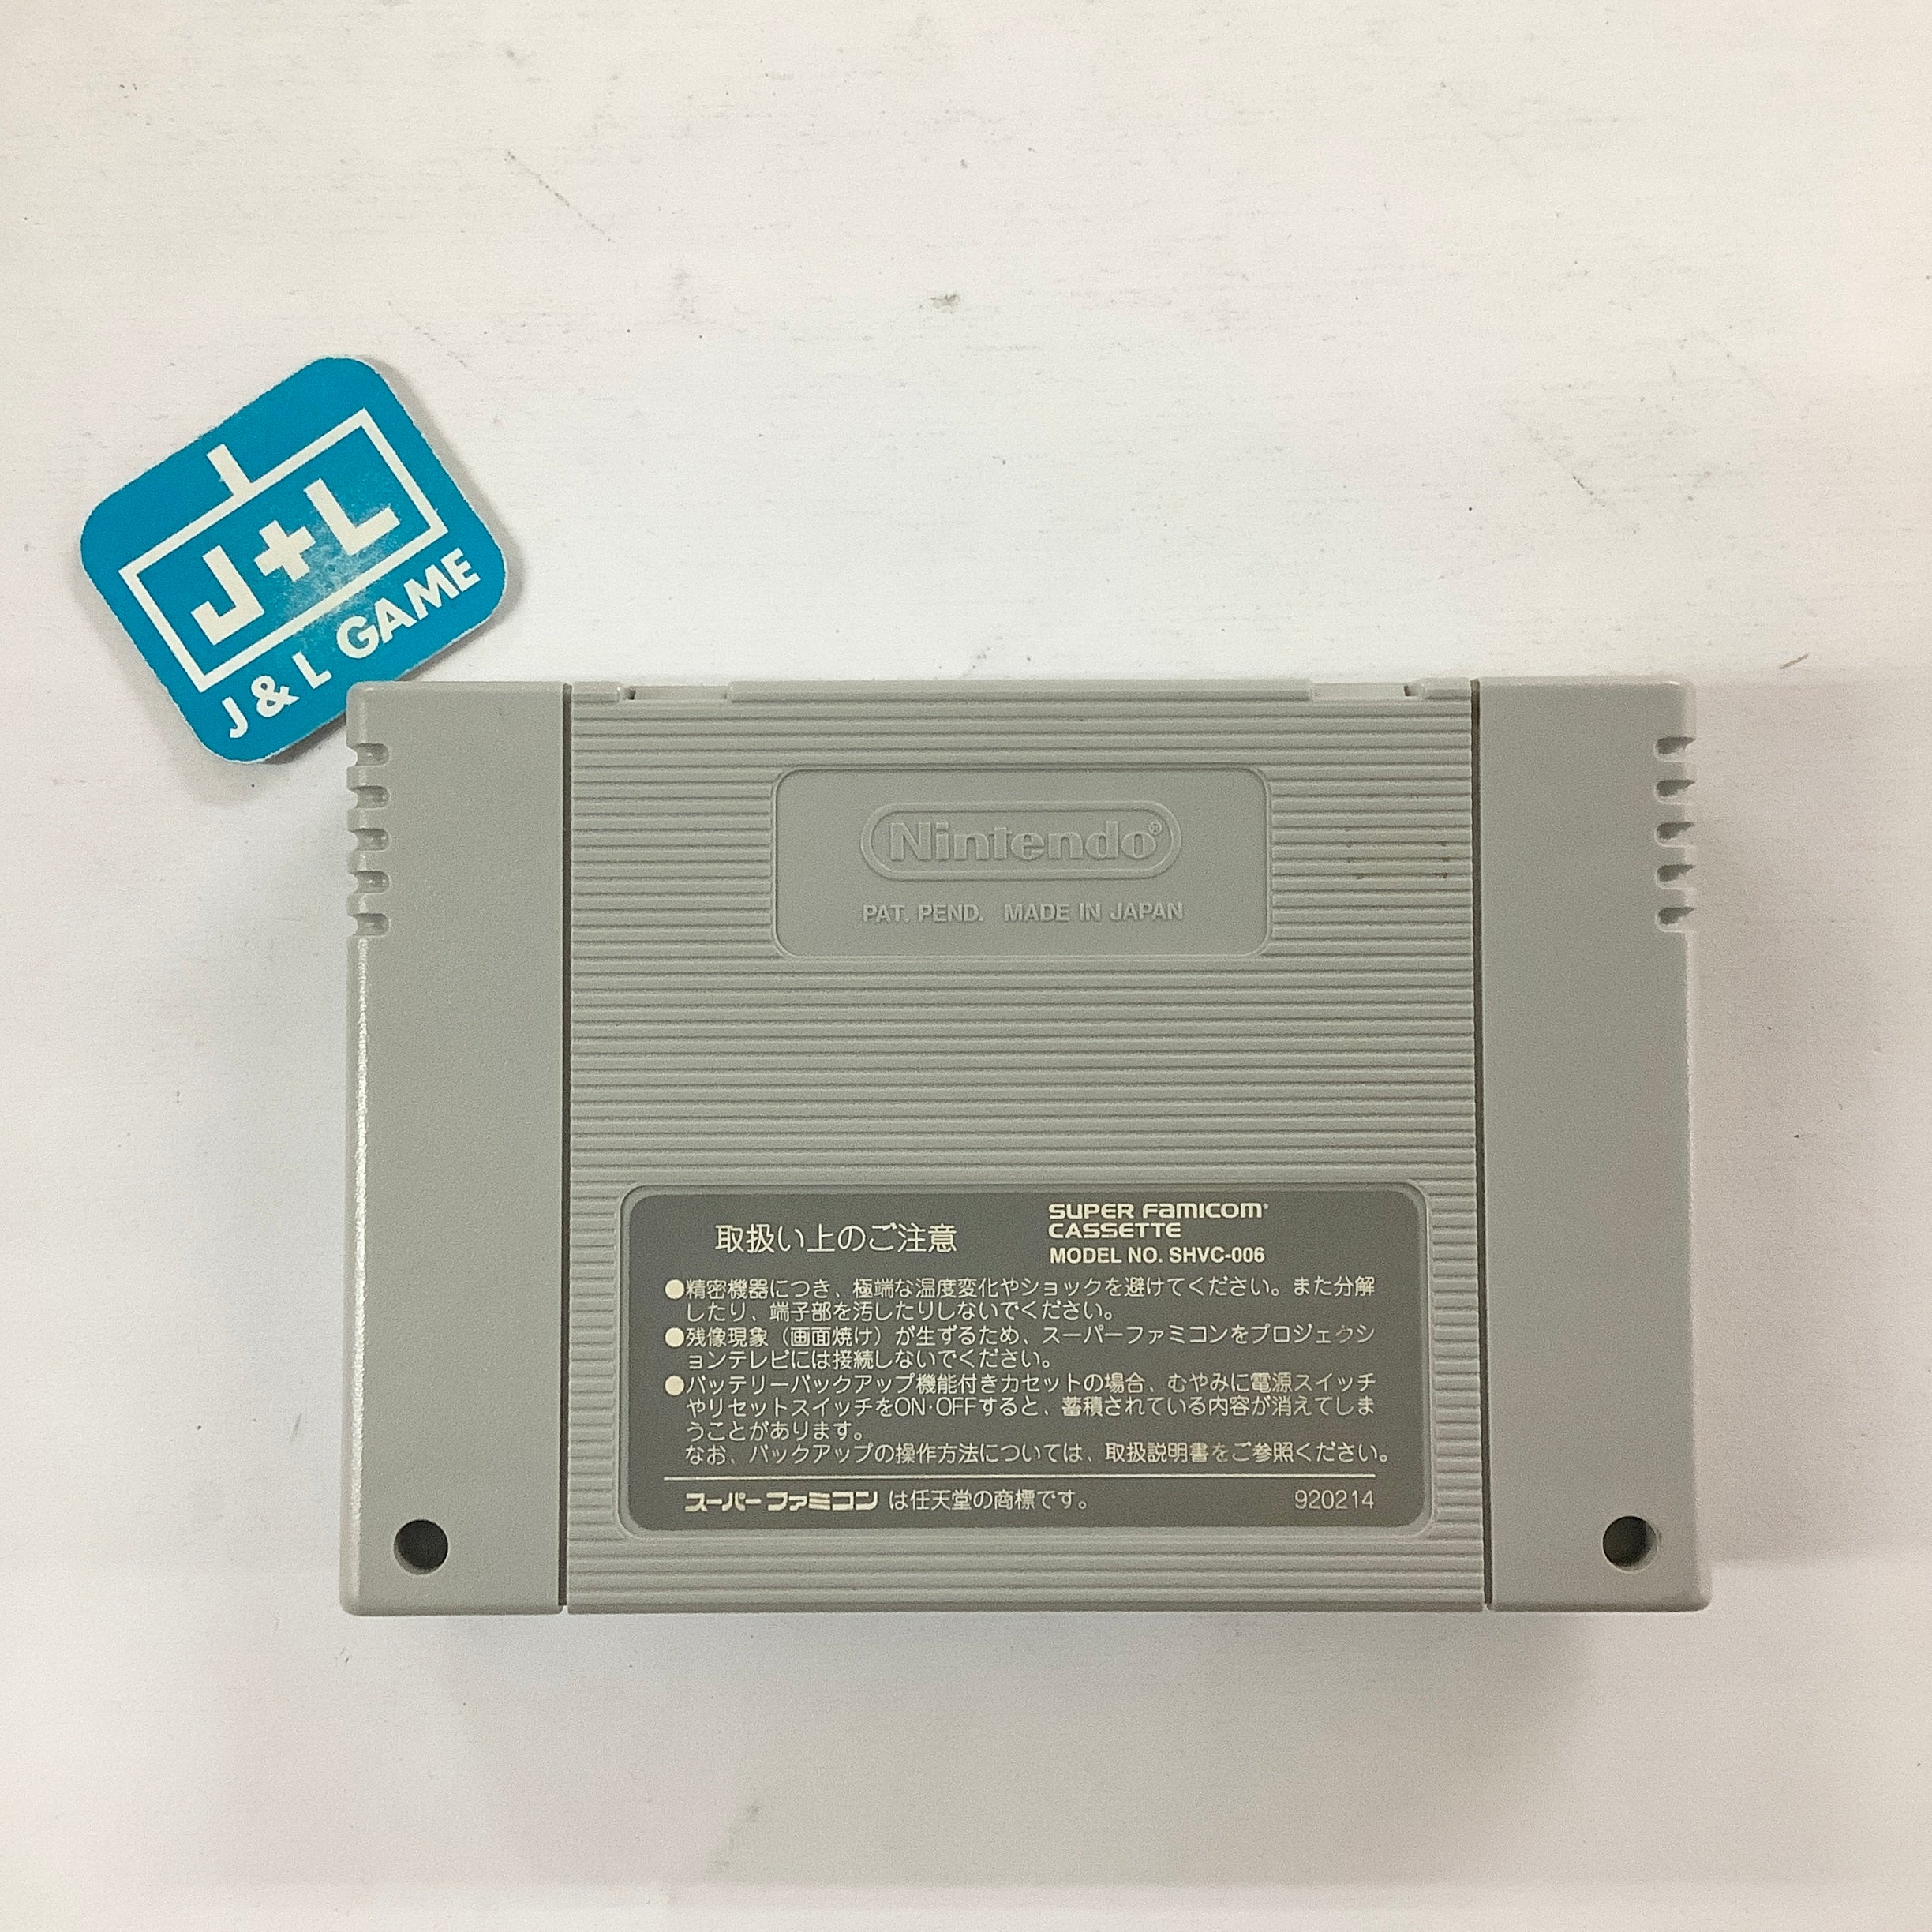 J+L
J & L GAME
Nintendo®
PAT. PEND. MADE IN JAPAN
取扱い上のご注意
SUPER FAMICOM®
CASSETTE
MODEL NO. SHVC-006
●精密機器につき、極端な温度変化やショックを避けてください。また分解
したり、端子部を汚したりしないでください。
●残像現象（画面焼け）が生ずるため、スーパーファミコンをプロジェクシ
ョンテレビには接続しないでください。
●バッテリーバックアップ機能付きカセットの場合、むやみに電源スイッチ
やリセットスイッチをON･OFFすると、蓄積されている内容が消えてしま
うことがあります。
なお、バックアップの操作方法については、取扱説明書をご参照ください。
スーパーファミコン は任天堂の商標です。 920214